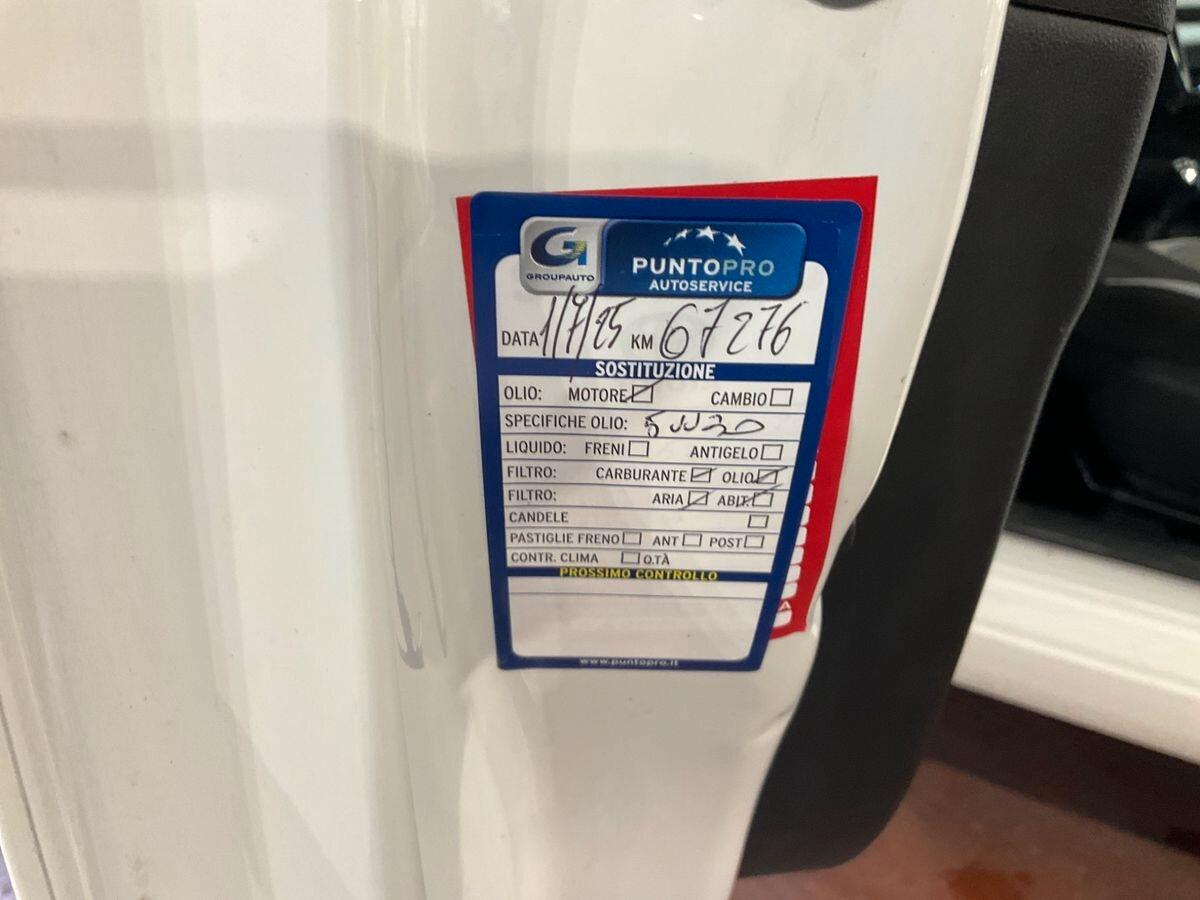 G
GROUPAUTO
PUNTOPRO
AUTOSERVICE
DATA 1/7/25 KM 67276
SOSTITUZIONE
OLIO: MOTORE CAMBIO
SPECIFICHE OLIO: 5W30
LIQUIDO: FRENI ANTIGELO
FILTRO: CARBURANTE OLIO
FILTRO: ARIA ABIT.
CANDELE
PASTIGLIE FRENO ANT POST
CONTR. CLIMA Q.TÀ
PROSSIMO CONTROLLO
www.puntopro.it